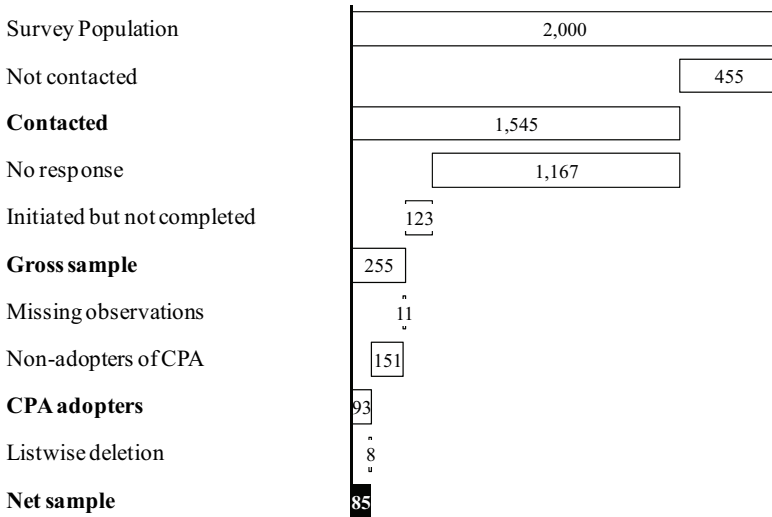 Survey Population 2,000
Not contacted 455
Contacted 1,545
No response 1,167
Initiated but not completed 123
Gross sample 255
Missing observations 11
Non-adopters of CPA 151
CPA adopters 93
Listwise deletion 8
Net sample 85